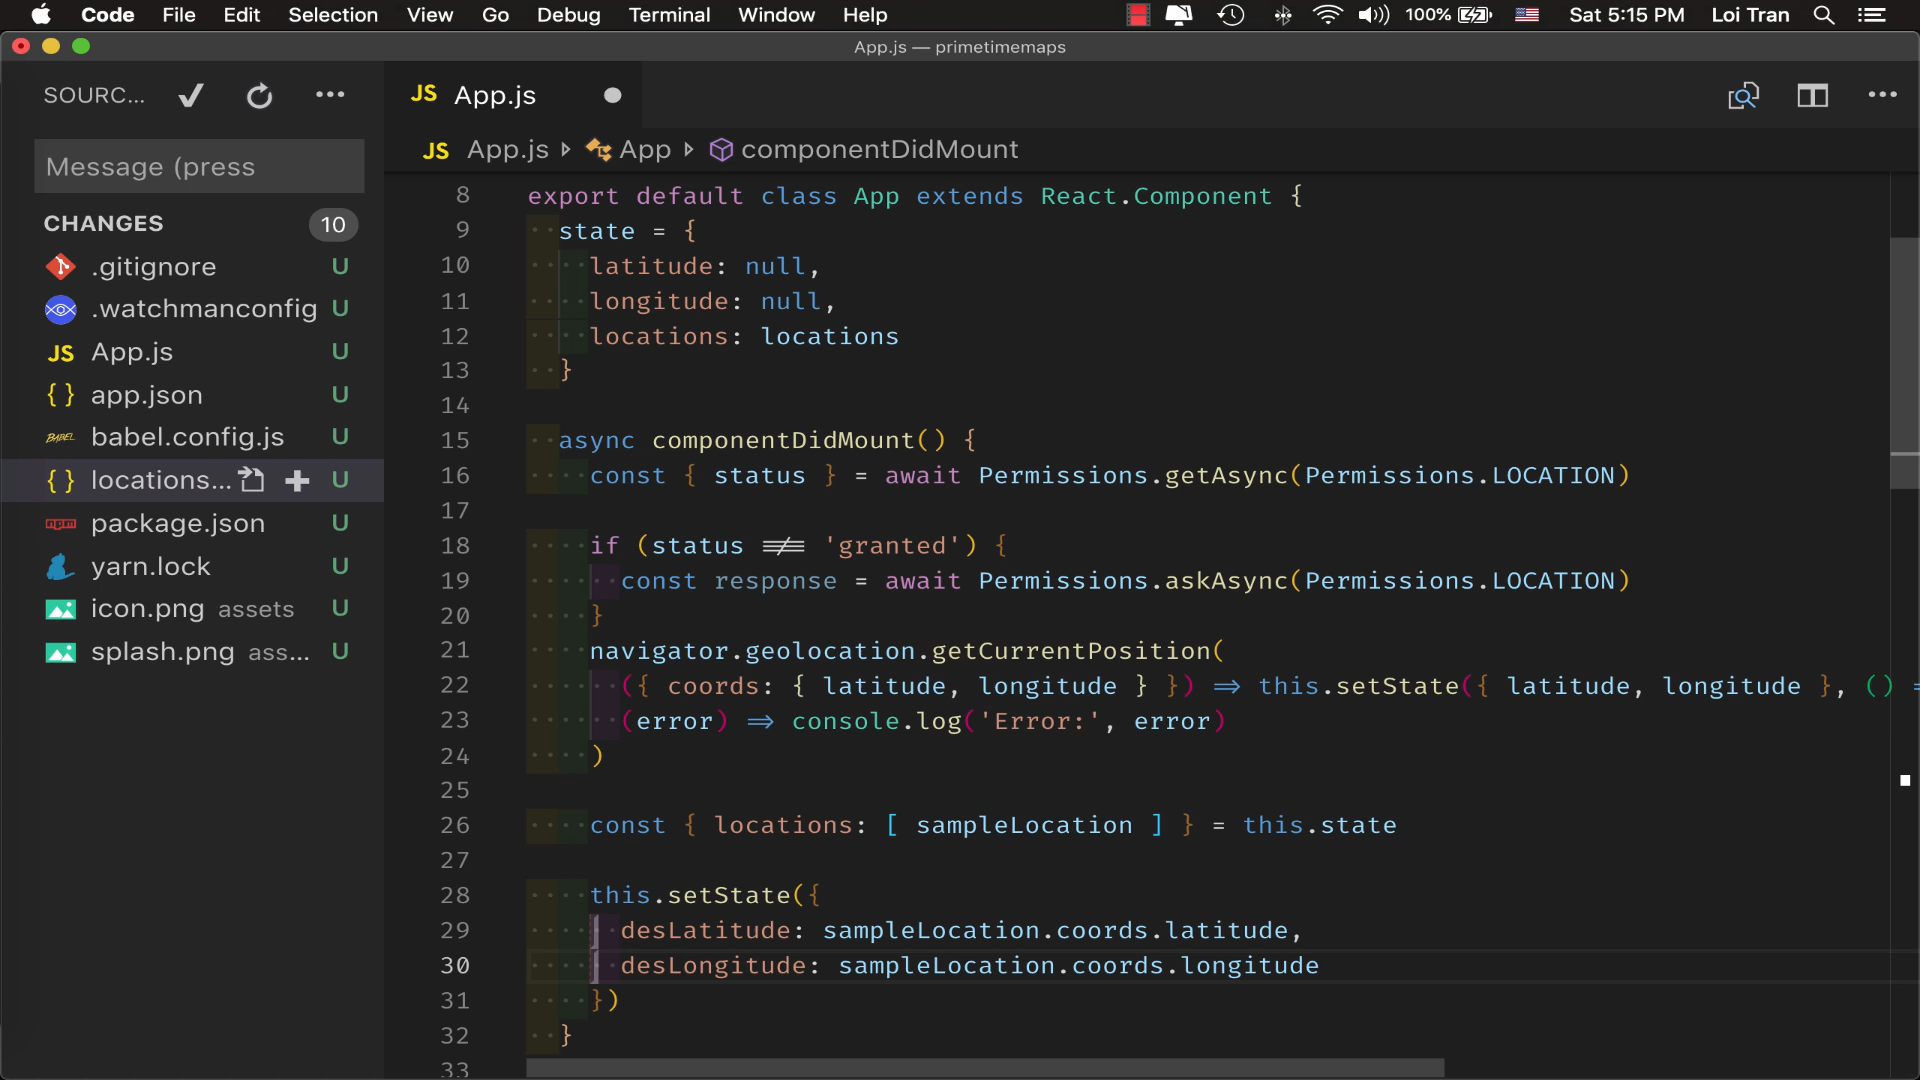 Code File Edit Selection View Go Debug Terminal Window Help 100% Sat 5:15 PM Loi Tran
App.js — primetimemaps
SOURC...
JS App.js
Message (press
JS App.js App componentDidMount
CHANGES 10
.gitignore U
.watchmanconfig U
JS App.js U
{ } app.json U
BABEL babel.config.js U
{ } locations... U
package.json U
yarn.lock U
icon.png assets U
splash.png ass... U
8 export default class App extends React.Component {
9 state = {
10 latitude: null,
11 longitude: null,
12 locations: locations
13 }
14
15 async componentDidMount() {
16 const { status } = await Permissions.getAsync(Permissions.LOCATION)
17
18 if (status !== 'granted') {
19 const response = await Permissions.askAsync(Permissions.LOCATION)
20 }
21 navigator.geolocation.getCurrentPosition(
22 ({ coords: { latitude, longitude } }) => this.setState({ latitude, longitude }, () =
23 (error) => console.log('Error:', error)
24 )
25
26 const { locations: [ sampleLocation ] } = this.state
27
28 this.setState({
29 desLatitude: sampleLocation.coords.latitude,
30 desLongitude: sampleLocation.coords.longitude
31 })
32 }
33